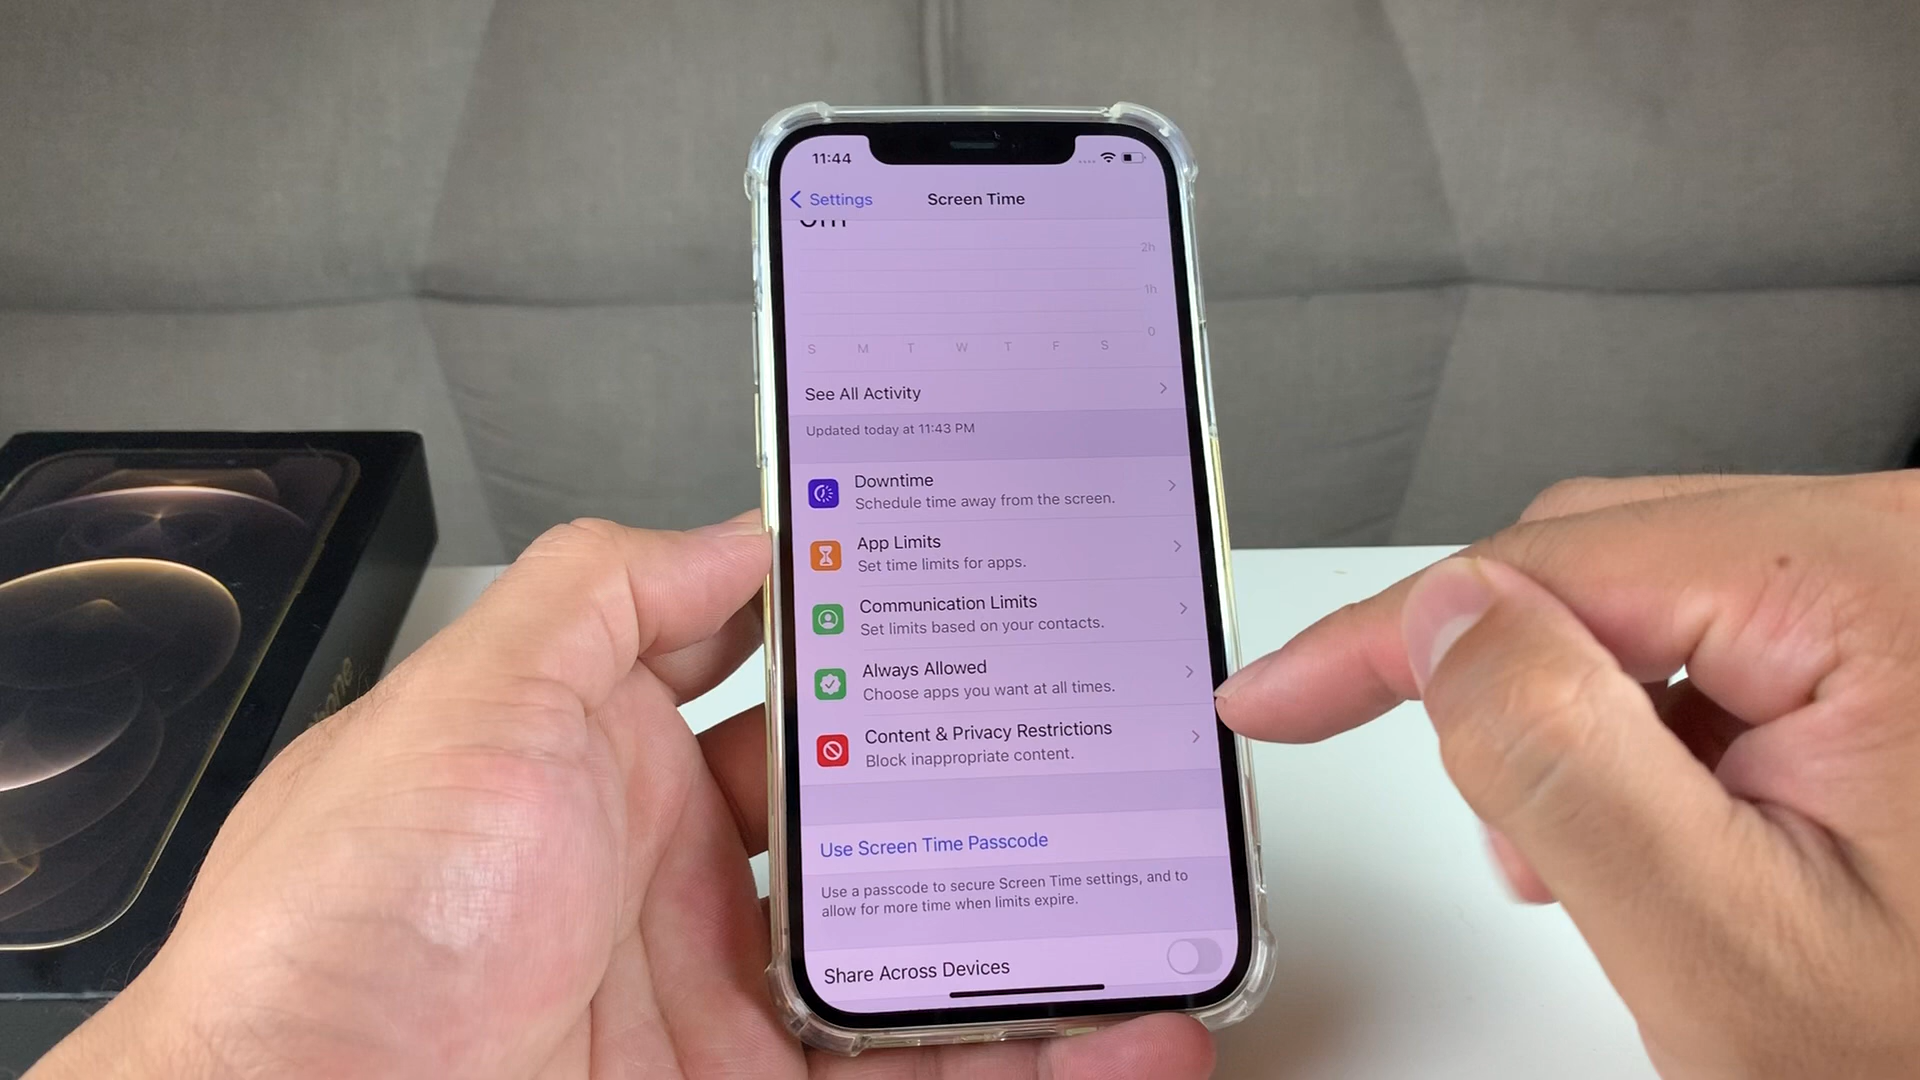 11:44
Settings
Screen Time
2h
1h
0
S M T W T F S
See All Activity
Updated today at 11:43 PM
Downtime
Schedule time away from the screen.
App Limits
Set time limits for apps.
Communication Limits
Set limits based on your contacts.
Always Allowed
Choose apps you want at all times.
Content & Privacy Restrictions
Block inappropriate content.
Use Screen Time Passcode
Use a passcode to secure Screen Time settings, and to
allow for more time when limits expire.
Share Across Devices